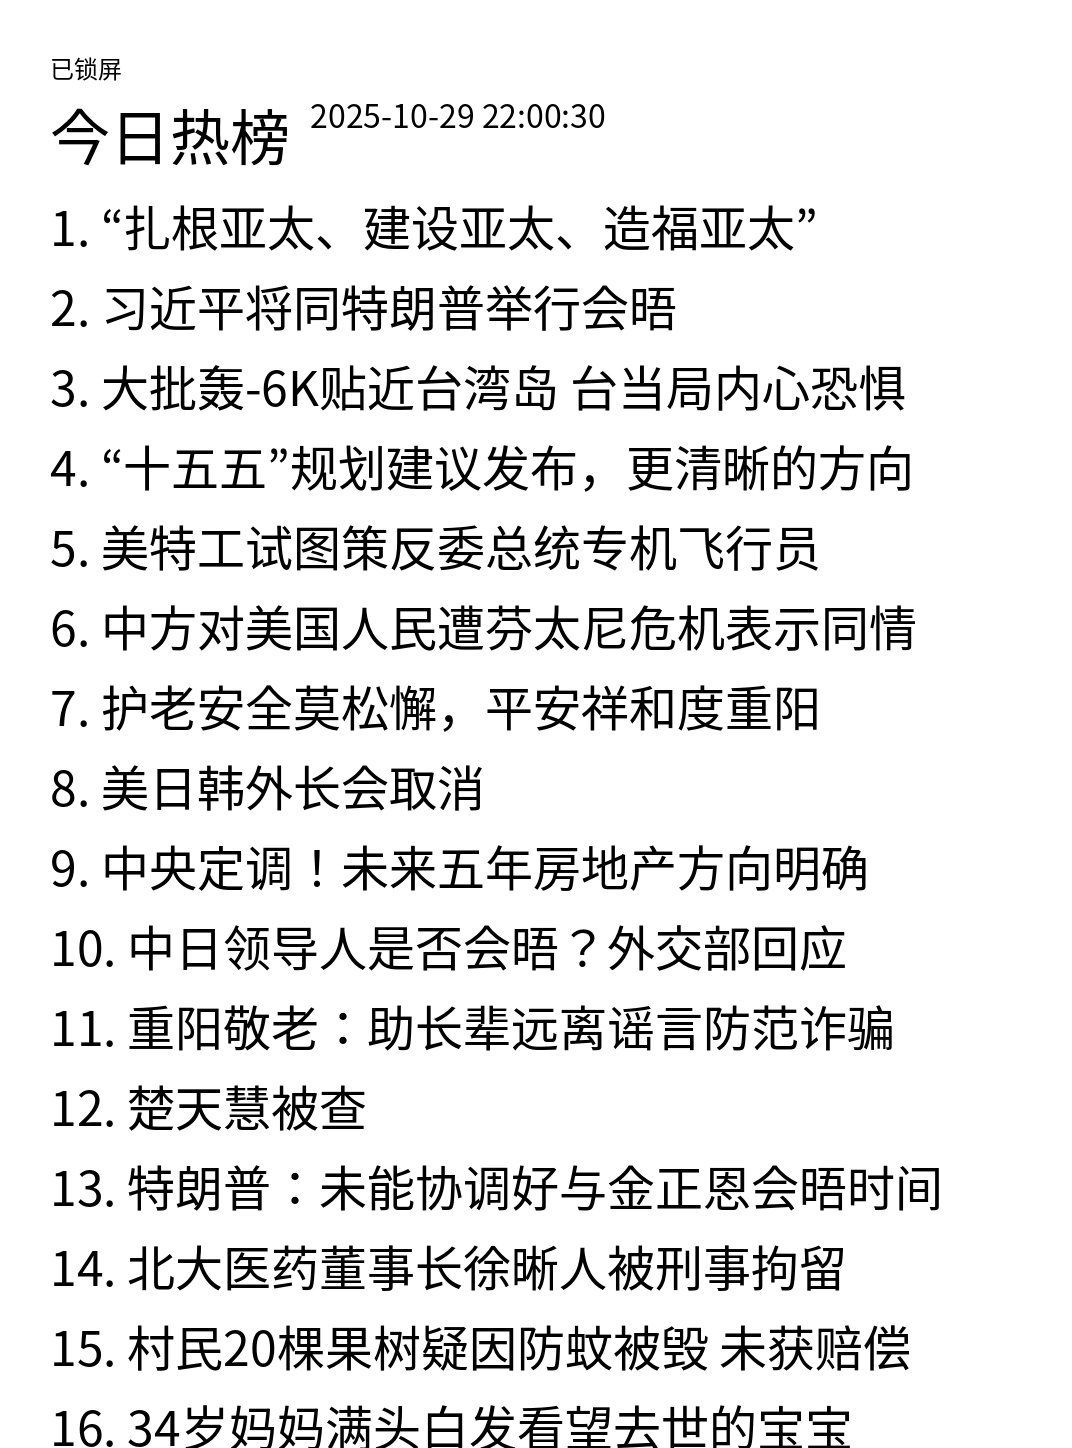 已锁屏
今日热榜 2025-10-29 22:00:30
1. “扎根亚太、建设亚太、造福亚太”
2. 习近平将同特朗普举行会晤
3. 大批轰-6K贴近台湾岛 台当局内心恐惧
4. “十五五”规划建议发布，更清晰的方向
5. 美特工试图策反委总统专机飞行员
6. 中方对美国人民遭芬太尼危机表示同情
7. 护老安全莫松懈，平安祥和度重阳
8. 美日韩外长会取消
9. 中央定调！未来五年房地产方向明确
10. 中日领导人是否会晤？外交部回应
11. 重阳敬老：助长辈远离谣言防范诈骗
12. 楚天慧被查
13. 特朗普：未能协调好与金正恩会晤时间
14. 北大医药董事长徐晰人被刑事拘留
15. 村民20棵果树疑因防蚊被毁 未获赔偿
16. 34岁妈妈满头白发看望去世的宝宝